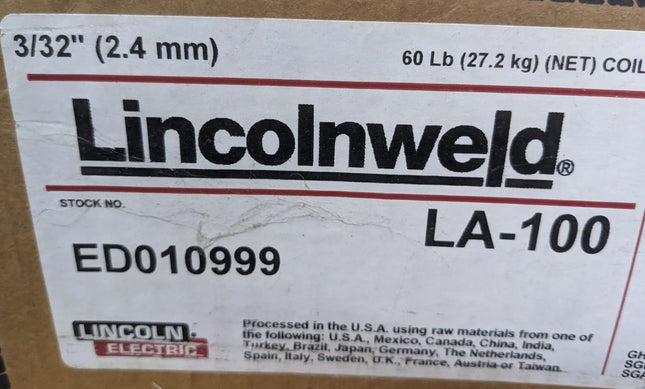 3/32" (2.4 mm)
60 Lb (27.2 kg) (NET) COIL
Lincolnweld®
STOCK NO.
LA-100
ED010999
LINCOLN
ELECTRIC
Processed in the U.S.A. using raw materials from one of
the following: U.S.A., Mexico, Canada, China, India,
Turkey, Brazil, Japan, Germany, The Netherlands,
Spain, Italy, Sweden, U.K., France, Austria or Taiwan.